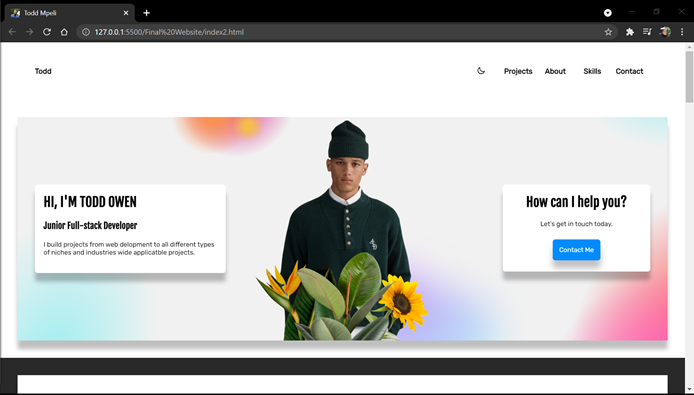 Todd Mpeli
127.0.0.1:5500/Final%20Website/index2.html
Todd
Projects
About
Skills
Contact
HI, I'M TODD OWEN
Junior Full-stack Developer
I build projects from web delopment to all different types
of niches and industries wide applicatble projects.
How can I help you?
Let's get in touch today.
Contact Me